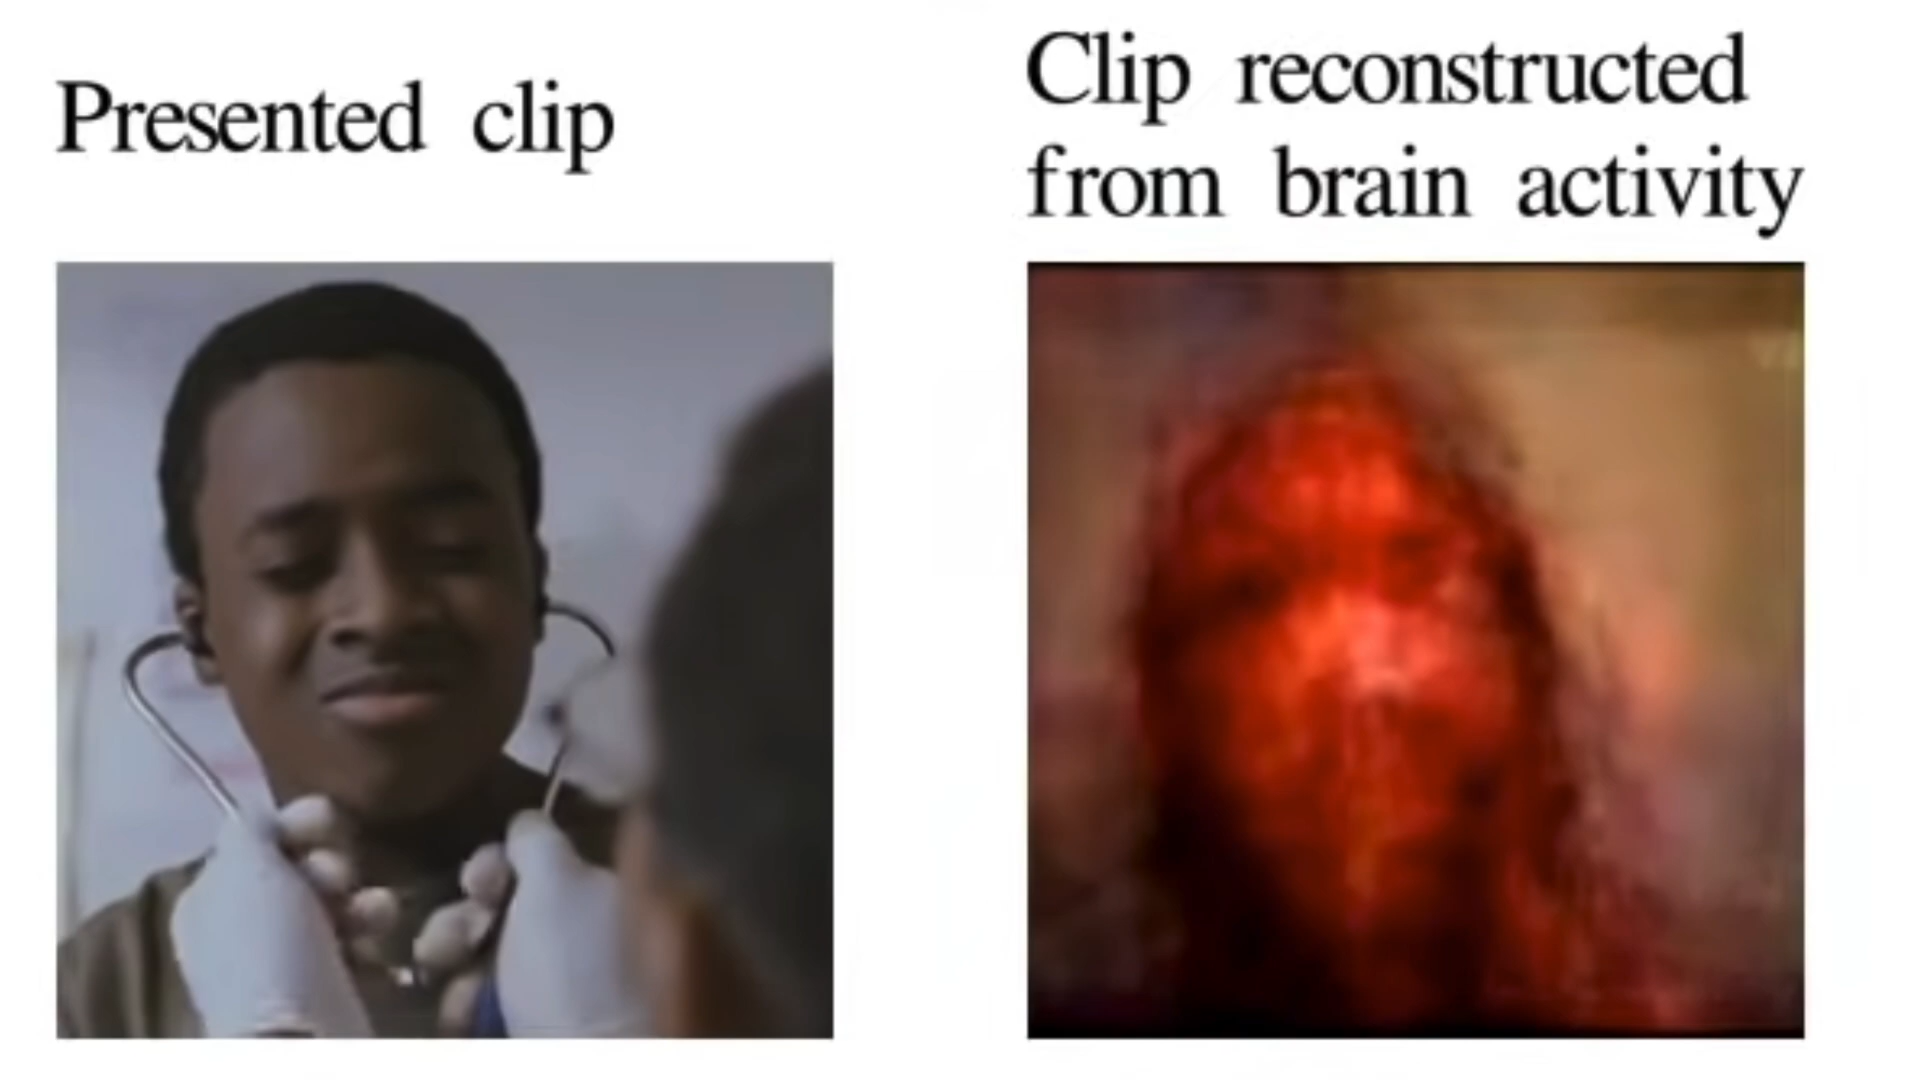 Presented clip
Clip reconstructed
from brain activity